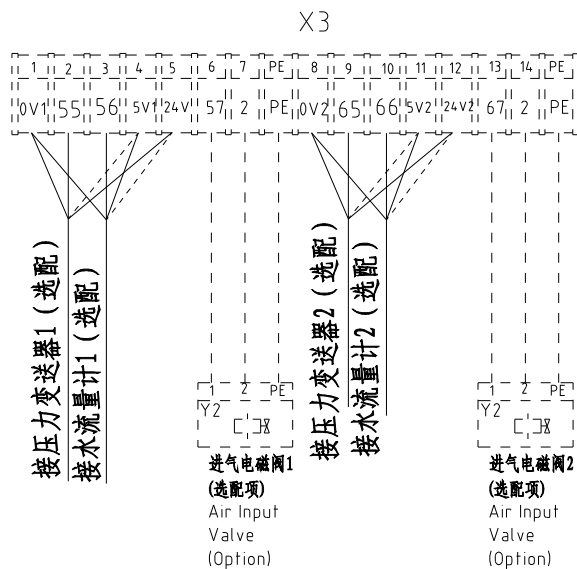 X3
1 2 3 4 5 6 7 PE 8 9 10 11 12 13 14 PE
0V1 55 56 5V1 24V 57 2 PE 0V2 65 66 5V2 24V2 67 2 PE
接压力变送器1（选配）
接水流量计1（选配）
接压力变送器2（选配）
接水流量计2（选配）
1 2 PE
Y2
进气电磁阀1
(选配项)
Air Input
Valve
(Option)
1 2 PE
Y2
进气电磁阀2
(选配项)
Air Input
Valve
(Option)